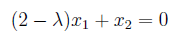 (2 − λ)x₁ + x₂ = 0